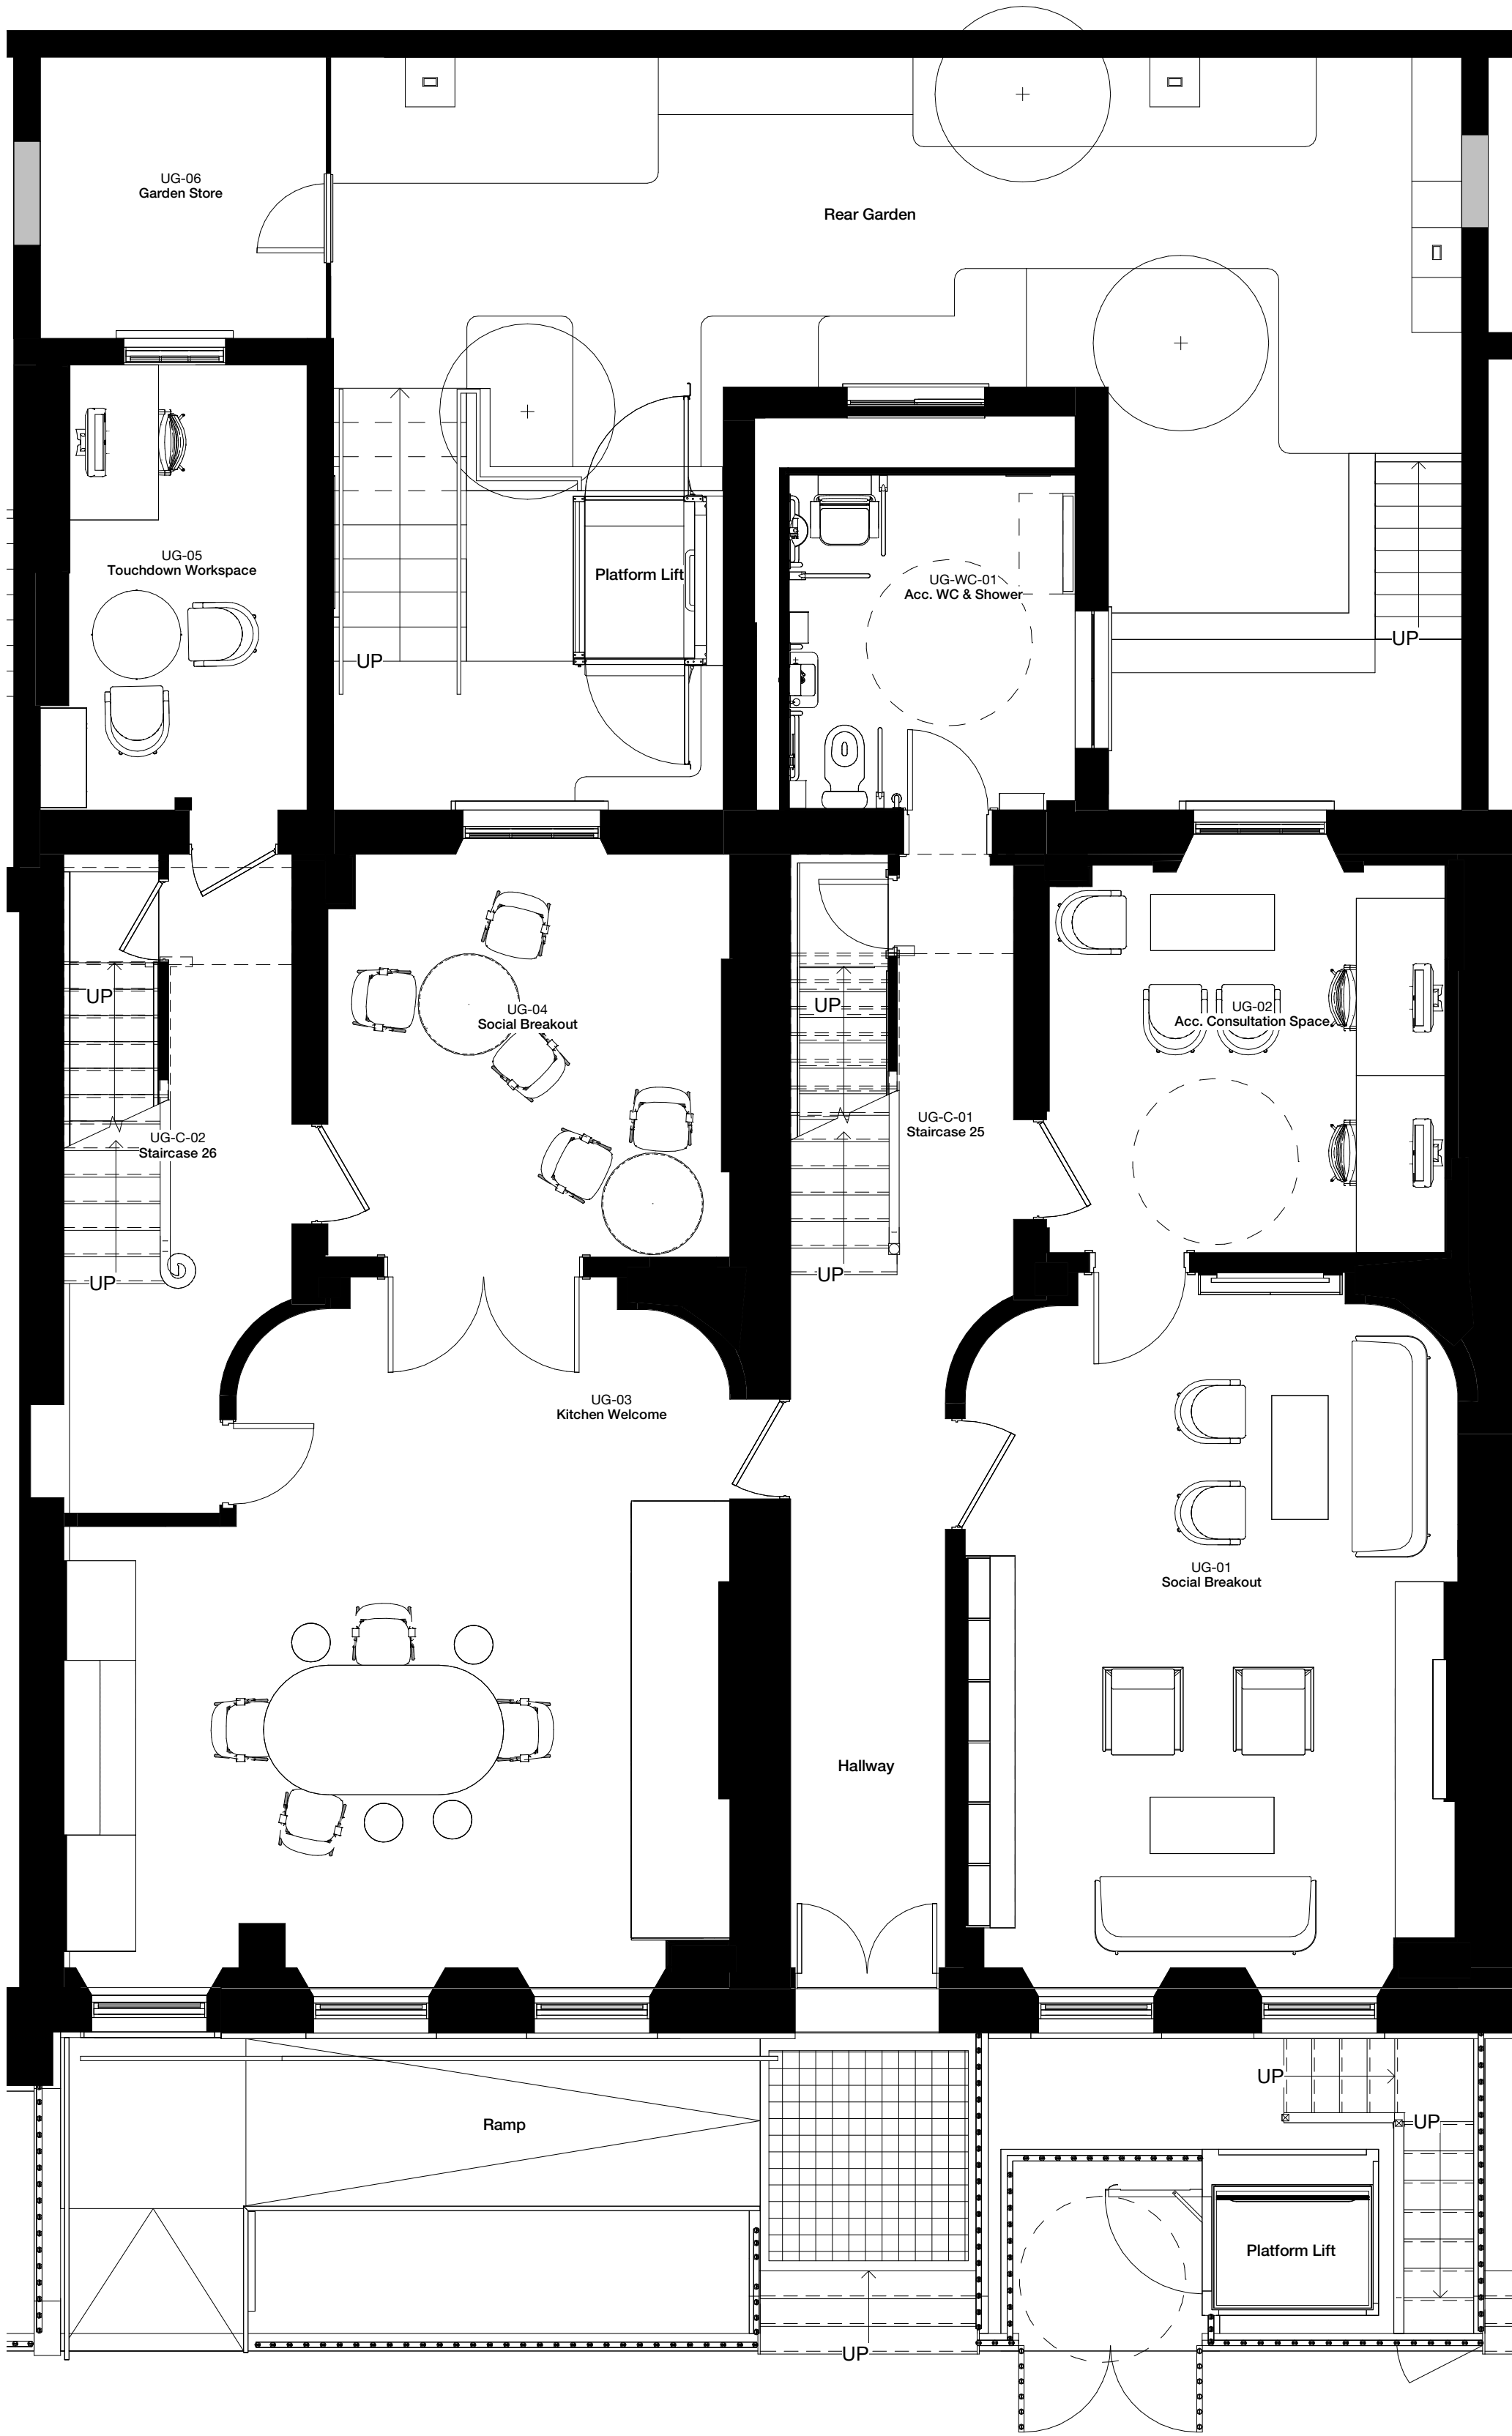 UG-06
Garden Store
Rear Garden
UG-05
Touchdown Workspace
Platform Lift
UG-WC-01
Acc. WC & Shower
UP
UP
UP
UG-04
Social Breakout
UP
UG-02
Acc. Consultation Space
UG-C-02
Staircase 26
UG-C-01
Staircase 25
UP
UP
UG-03
Kitchen Welcome
UG-01
Social Breakout
Hallway
UP
Ramp
UP
Platform Lift
UP